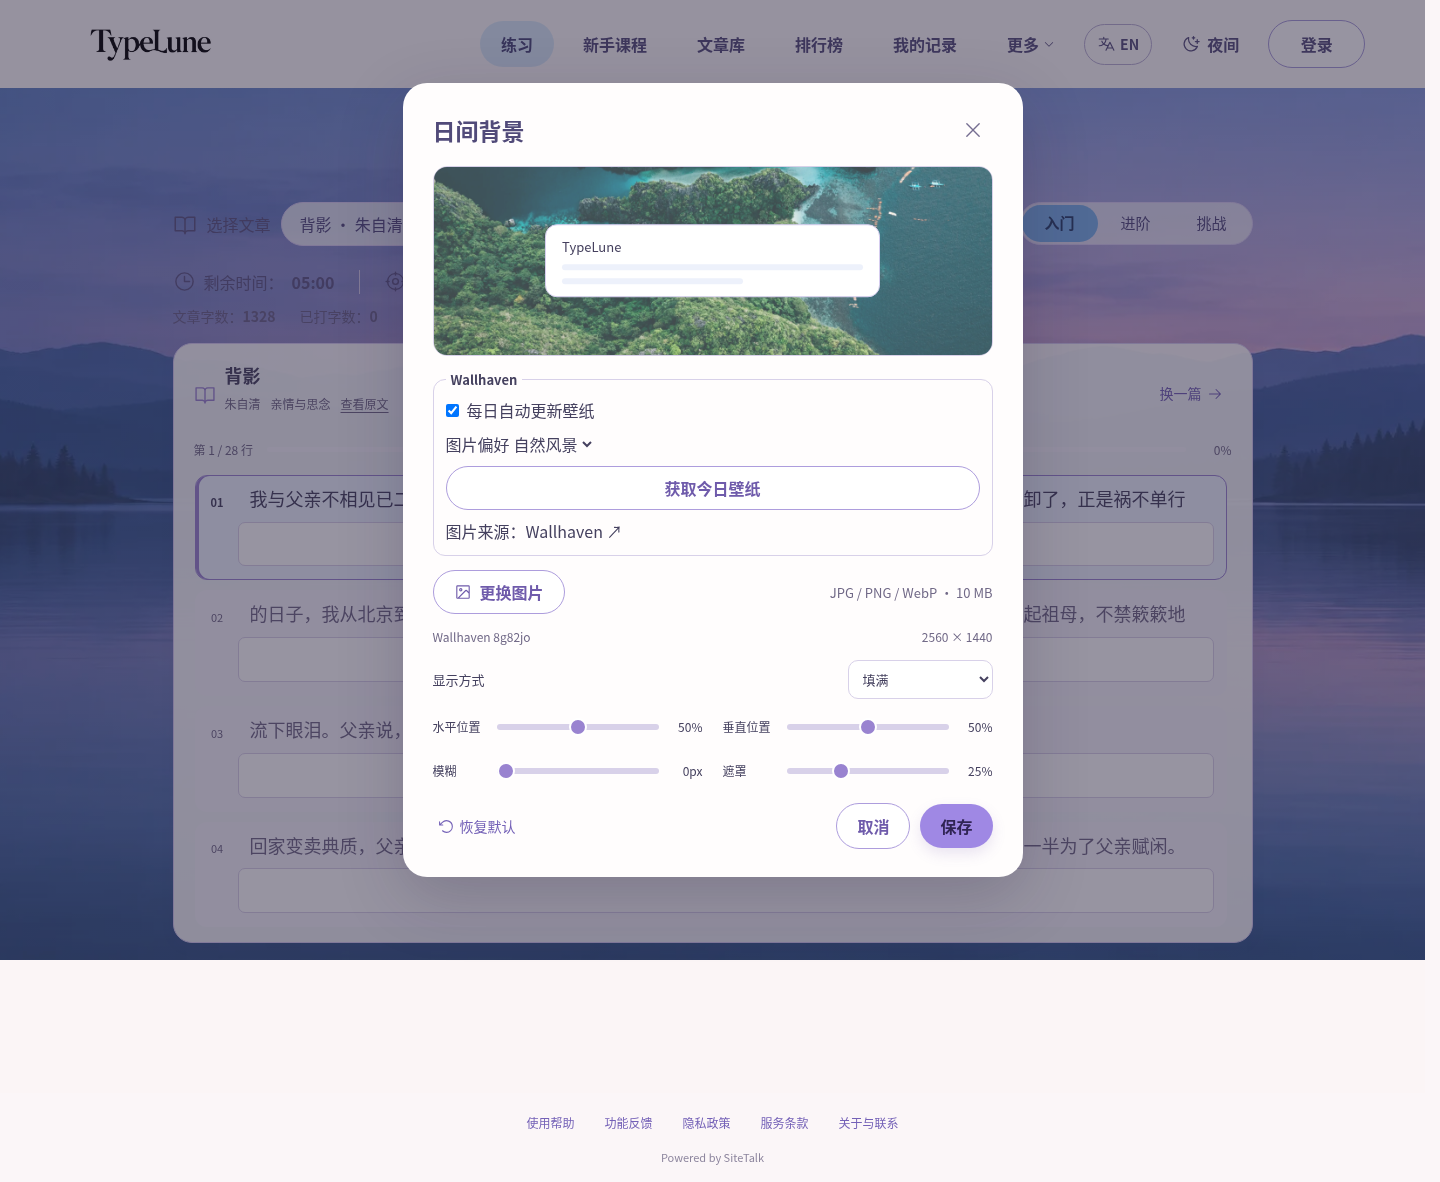 TypeLune
练习 新手课程 文章库 排行榜 我的记录 更多 EN 夜间 登录
日间背景
TypeLune
选择文章 背影 · 朱自清
入门 进阶 挑战
剩余时间： 05:00
文章字数：1328 已打字数：0
背影
朱自清 亲情与思念 查看原文
换一篇 →
第 1 / 28 行
0%
Wallhaven
每日自动更新壁纸
图片偏好 自然风景
获取今日壁纸
图片来源：Wallhaven ↗
01 我与父亲不相见已二
卸了，正是祸不单行
更换图片
JPG / PNG / WebP · 10 MB
02 的日子，我从北京到
起祖母，不禁簌簌地
Wallhaven 8g82jo
2560 × 1440
显示方式
填满
03 流下眼泪。父亲说，
水平位置 50% 垂直位置 50%
模糊 0px 遮罩 25%
恢复默认
取消 保存
04 回家变卖典质，父亲
一半为了父亲赋闲。
使用帮助 功能反馈 隐私政策 服务条款 关于与联系
Powered by SiteTalk